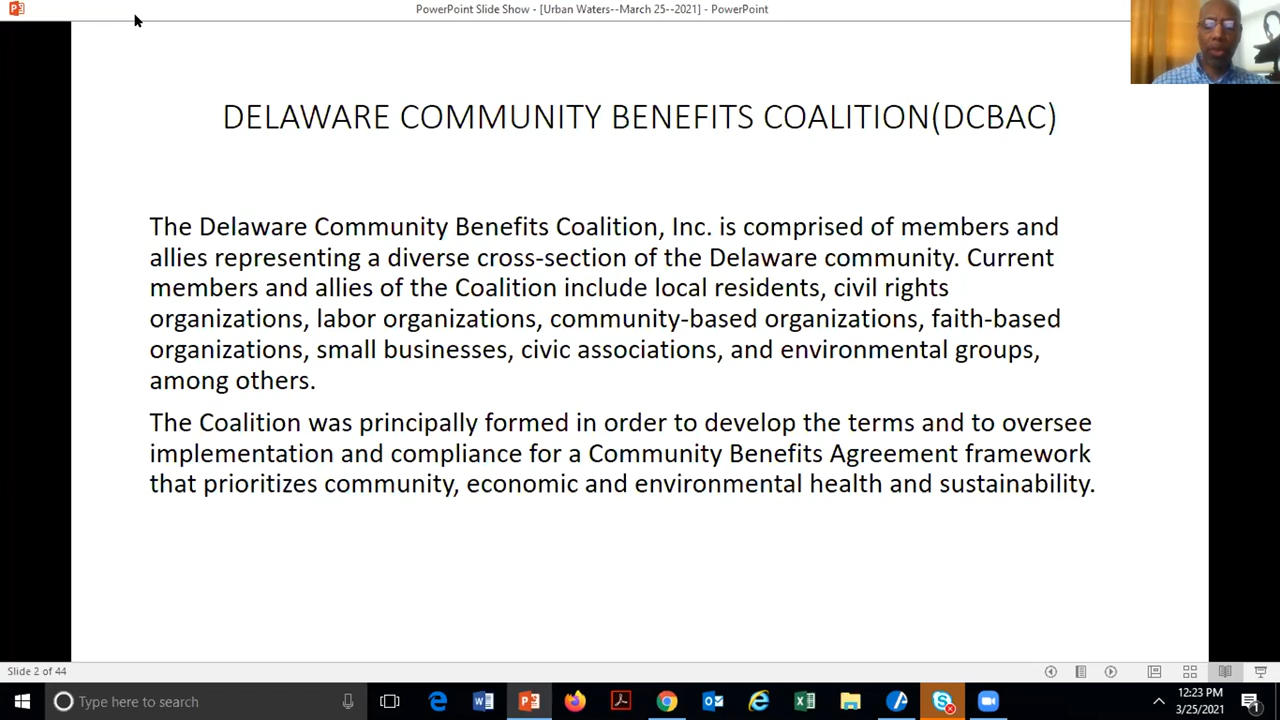 PowerPoint Slide Show - [Urban Waters--March 25--2021] - PowerPoint
DELAWARE COMMUNITY BENEFITS COALITION(DCBAC)
The Delaware Community Benefits Coalition, Inc. is comprised of members and
allies representing a diverse cross-section of the Delaware community. Current
members and allies of the Coalition include local residents, civil rights
organizations, labor organizations, community-based organizations, faith-based
organizations, small businesses, civic associations, and environmental groups,
among others.
The Coalition was principally formed in order to develop the terms and to oversee
implementation and compliance for a Community Benefits Agreement framework
that prioritizes community, economic and environmental health and sustainability.
Slide 2 of 44
Type here to search
12:23 PM
3/25/2021